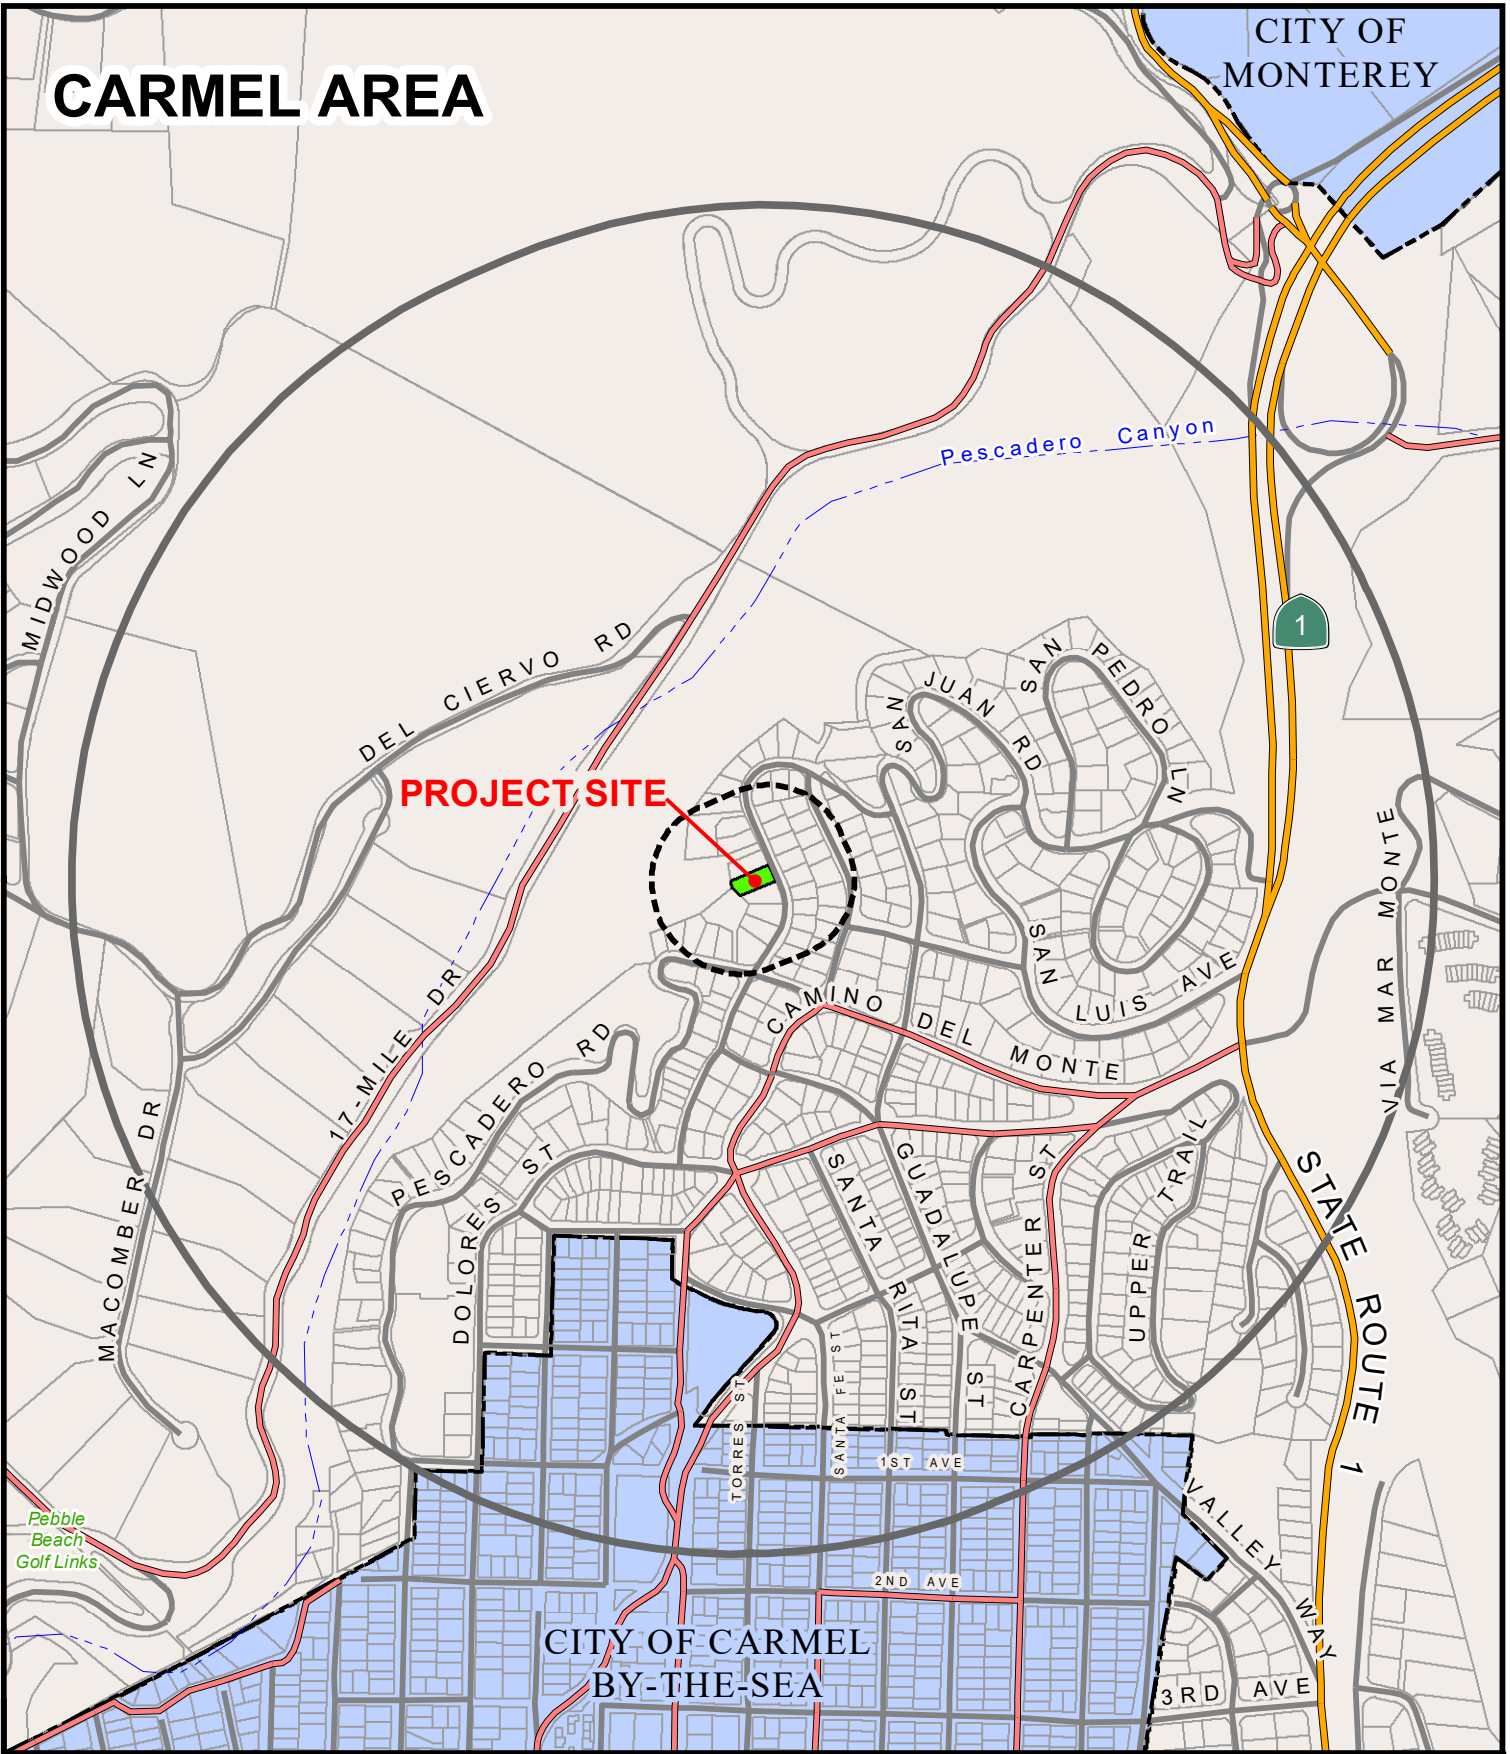 CITY OF
MONTEREY
CARMEL AREA
Pescadero Canyon
MIDWOOD LN
1
DEL CIERVO RD
SAN JUAN RD
SAN PEDRO LN
PROJECT SITE
VIA MAR MONTE
SAN LUIS AVE
CAMINO DEL MONTE
17-MILE DR
PESCADERO RD
MACOMBER DR
DOLORES ST
SANTA RITA ST
GUADALUPE ST
CARPENTER ST
UPPER TRAIL
STATE ROUTE 1
TORRES ST
SANTA FE ST
1ST AVE
VALLEY WAY
Pebble
Beach
Golf Links
2ND AVE
CITY OF CARMEL
BY-THE-SEA
3RD AVE